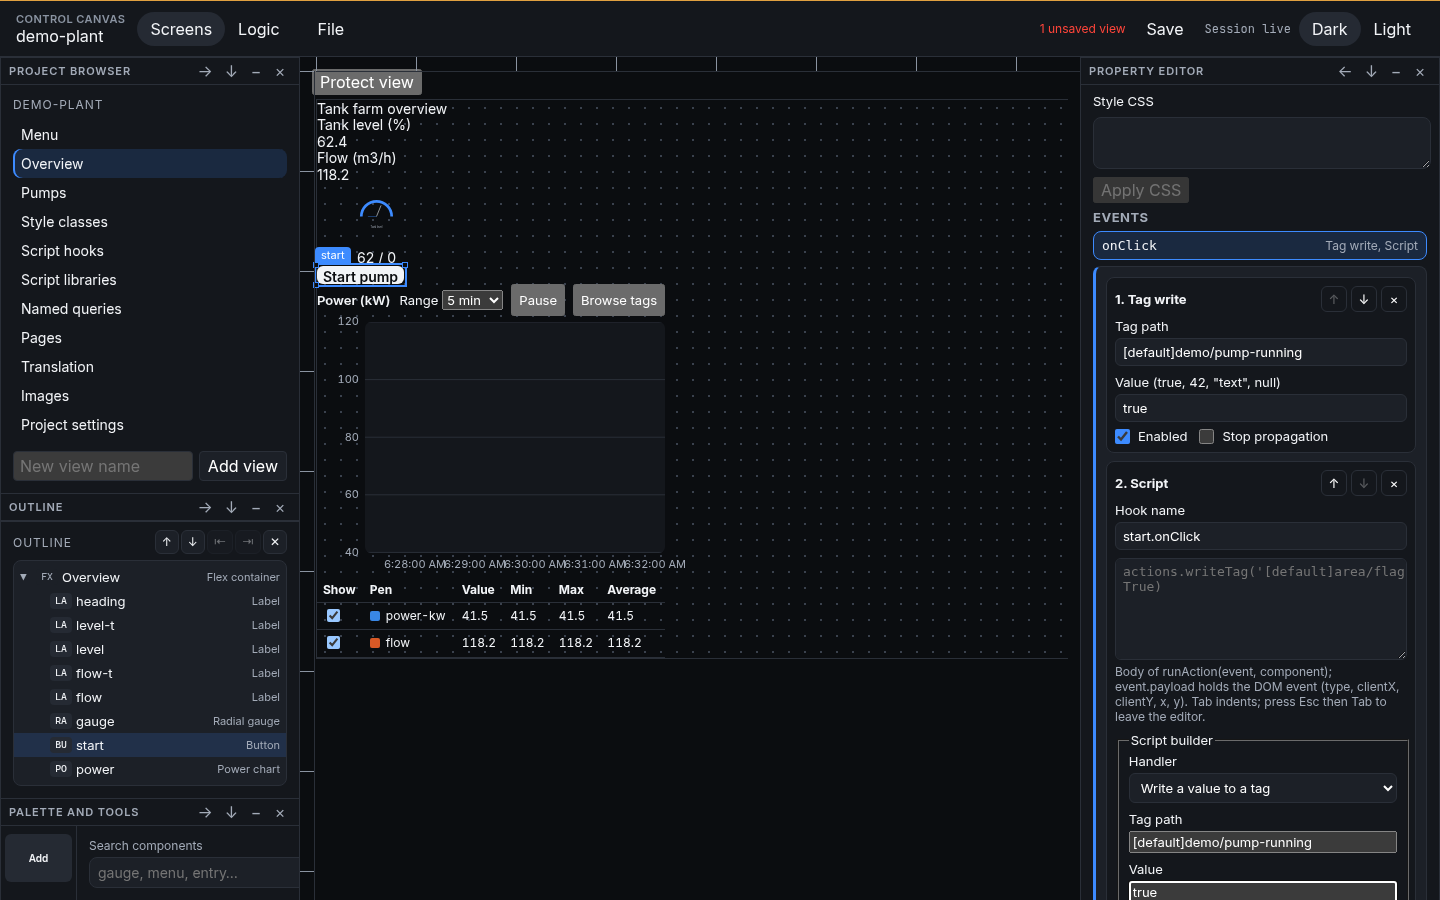 CONTROL CANVAS
demo-plant
Screens
Logic
File
1 unsaved view
Save
Session live
Dark
Light
PROJECT BROWSER
DEMO-PLANT
Menu
Overview
Pumps
Style classes
Script hooks
Script libraries
Named queries
Pages
Translation
Images
Project settings
New view name
Add view
OUTLINE
OUTLINE
FX Overview Flex container
LA heading Label
LA level-t Label
LA level Label
LA flow-t Label
LA flow Label
RA gauge Radial gauge
BU start Button
PO power Power chart
PALETTE AND TOOLS
Add
Search components
gauge, menu, entry...
Protect view
Tank farm overview
Tank level (%)
62.4
Flow (m3/h)
118.2
start
62 / 0
Start pump
Power (kW) Range 5 min Pause Browse tags
120
100
80
60
40
6:28:00 AM 6:29:00 AM 6:30:00 AM 6:31:00 AM 6:32:00 AM
Show Pen Value Min Max Average
power-kw 41.5 41.5 41.5 41.5
flow 118.2 118.2 118.2 118.2
PROPERTY EDITOR
Style CSS
Apply CSS
EVENTS
onClick Tag write, Script
1. Tag write
Tag path
[default]demo/pump-running
Value (true, 42, "text", null)
true
Enabled Stop propagation
2. Script
Hook name
start.onClick
actions.writeTag('[default]area/flag
True)
Body of runAction(event, component);
event.payload holds the DOM event (type, clientX,
clientY, x, y). Tab indents; press Esc then Tab to
leave the editor.
Script builder
Handler
Write a value to a tag
Tag path
[default]demo/pump-running
Value
true